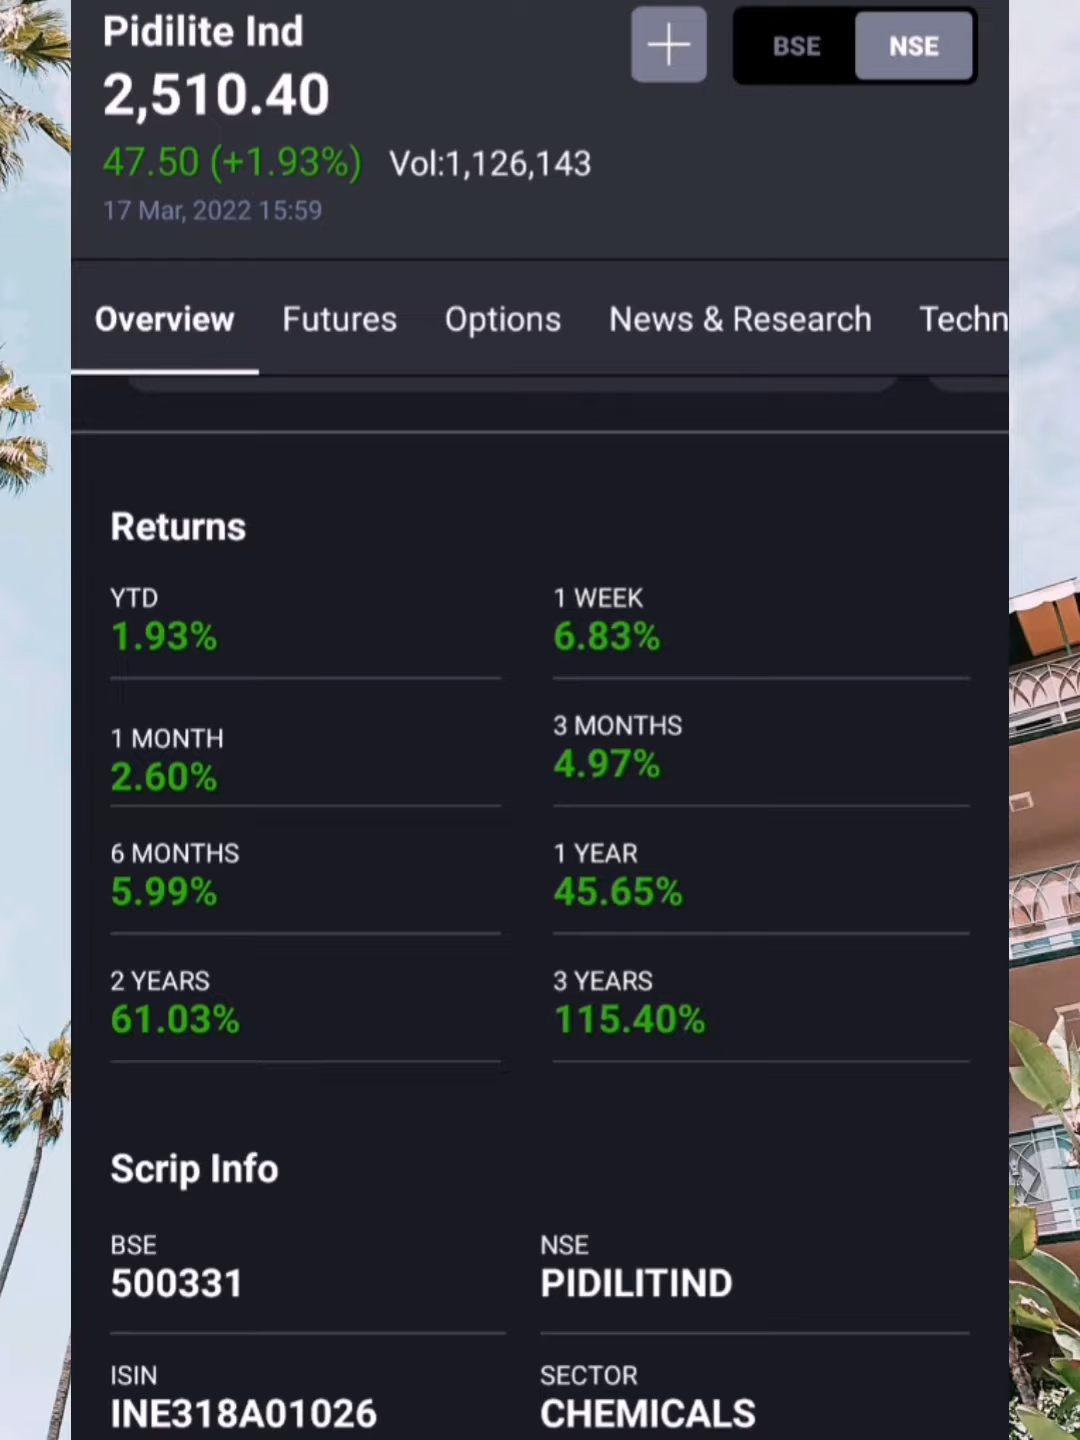 Pidilite Ind
BSE NSE
2,510.40
47.50 (+1.93%) Vol:1,126,143
17 Mar, 2022 15:59
Overview Futures Options News & Research Techn
Returns
YTD 1 WEEK
1.93% 6.83%
1 MONTH 3 MONTHS
2.60% 4.97%
6 MONTHS 1 YEAR
5.99% 45.65%
2 YEARS 3 YEARS
61.03% 115.40%
Scrip Info
BSE NSE
500331 PIDILITIND
ISIN SECTOR
INE318A01026 CHEMICALS